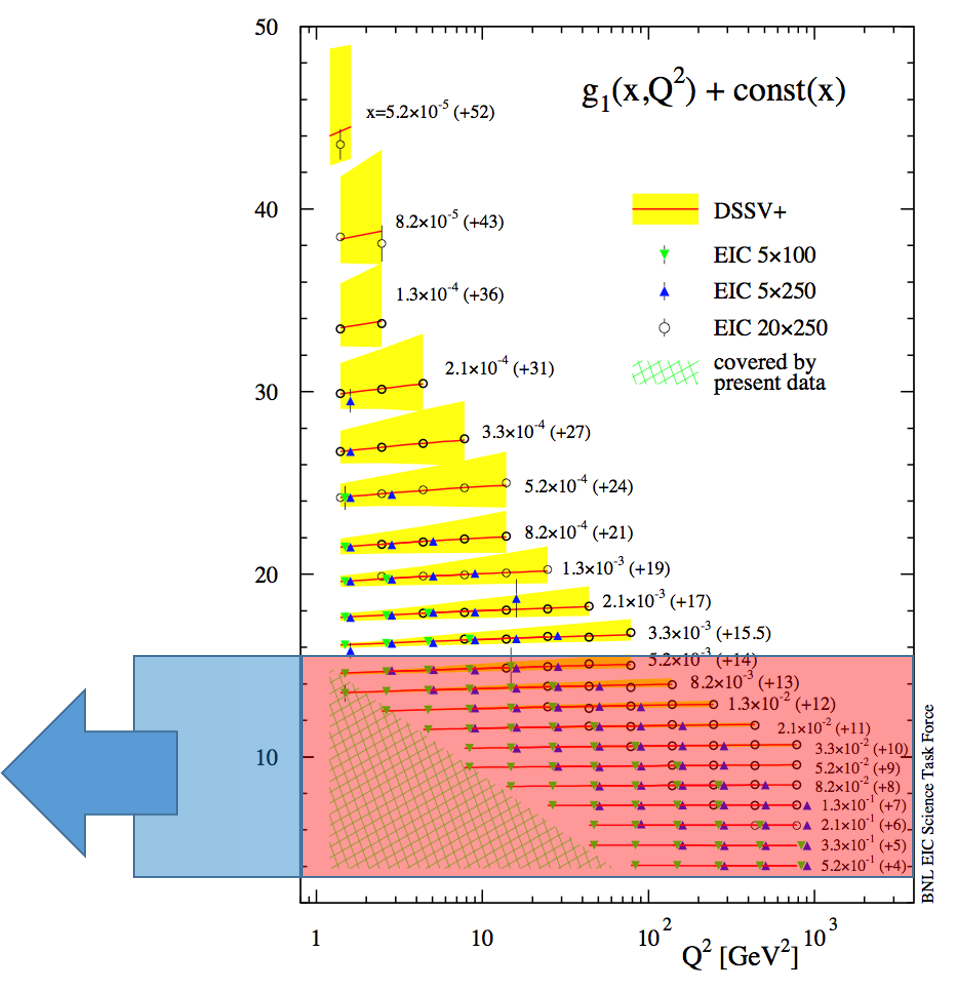 50
g₁(x,Q²) + const(x)
x=5.2×10⁻⁵ (+52)
40
DSSV+
8.2×10⁻⁵ (+43)
EIC 5×100
EIC 5×250
1.3×10⁻⁴ (+36)
EIC 20×250
covered by
present data
2.1×10⁻⁴ (+31)
30
3.3×10⁻⁴ (+27)
5.2×10⁻⁴ (+24)
8.2×10⁻⁴ (+21)
20
1.3×10⁻³ (+19)
2.1×10⁻³ (+17)
3.3×10⁻³ (+15.5)
5.2×10⁻³ (+14)
8.2×10⁻³ (+13)
1.3×10⁻² (+12)
2.1×10⁻² (+11)
3.3×10⁻² (+10)
10
5.2×10⁻² (+9)
8.2×10⁻² (+8)
1.3×10⁻¹ (+7)
2.1×10⁻¹ (+6)
3.3×10⁻¹ (+5)
5.2×10⁻¹ (+4)
BNL EIC Science Task Force
1 10 10² 10³
Q² [GeV²]